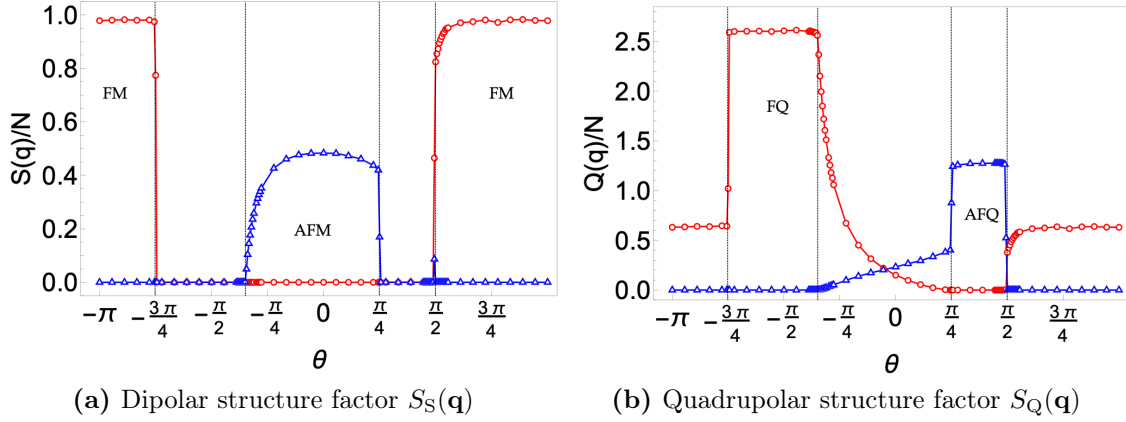 S(q)/N
1.0
0.8
0.6
0.4
0.2
0.0
FM
AFM
FM
−π
−3π/4
−π/2
−π/4
0
π/4
π/2
3π/4
θ
(a) Dipolar structure factor S_S(q)
Q(q)/N
2.5
2.0
1.5
1.0
0.5
0.0
FQ
AFQ
−π
−3π/4
−π/2
−π/4
0
π/4
π/2
3π/4
θ
(b) Quadrupolar structure factor S_Q(q)